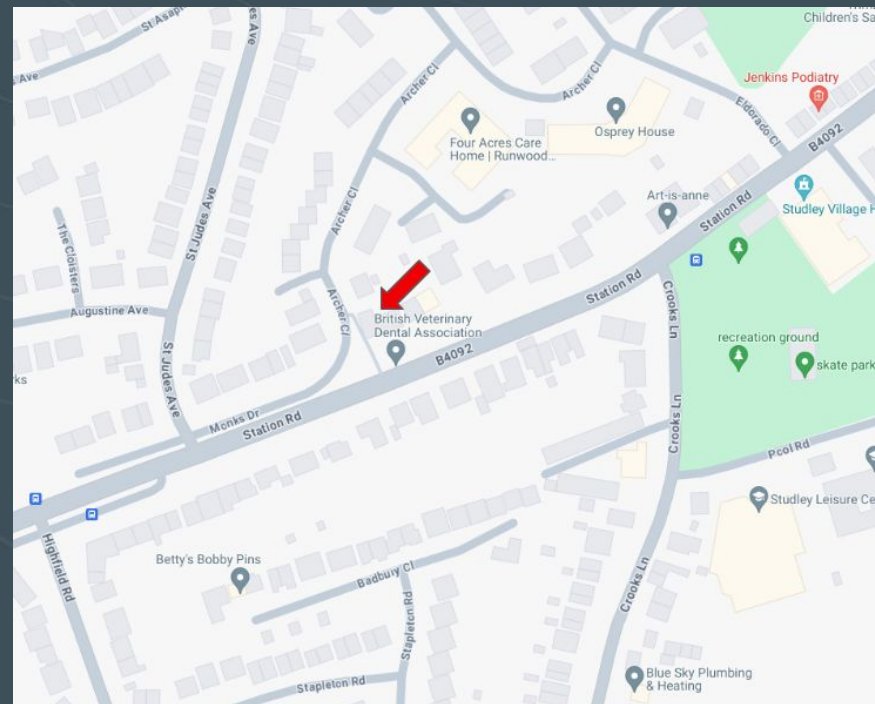 St Asaph
Ave
St Judes Ave
Archer Cl
Archer Cl
Children's Sa
Jenkins Podiatry
Eldorado Cl
B4092
Four Acres Care
Home | Runwood...
Osprey House
Art-is-anne
Station Rd
Studley Village H
The Cloisters
Archer Cl
Augustine Ave
Archer Cl
British Veterinary
Dental Association
Station Rd
Crooks Ln
recreation ground
St Judes Ave
B4092
skate park
ks
Monks Dr
Station Rd
Crooks Ln
Pool Rd
Studley Leisure Ce
Highfield Rd
Betty's Bobby Pins
Badbury Cl
Stapleton Rd
Crooks Ln
Stapleton Rd
Blue Sky Plumbing
& Heating